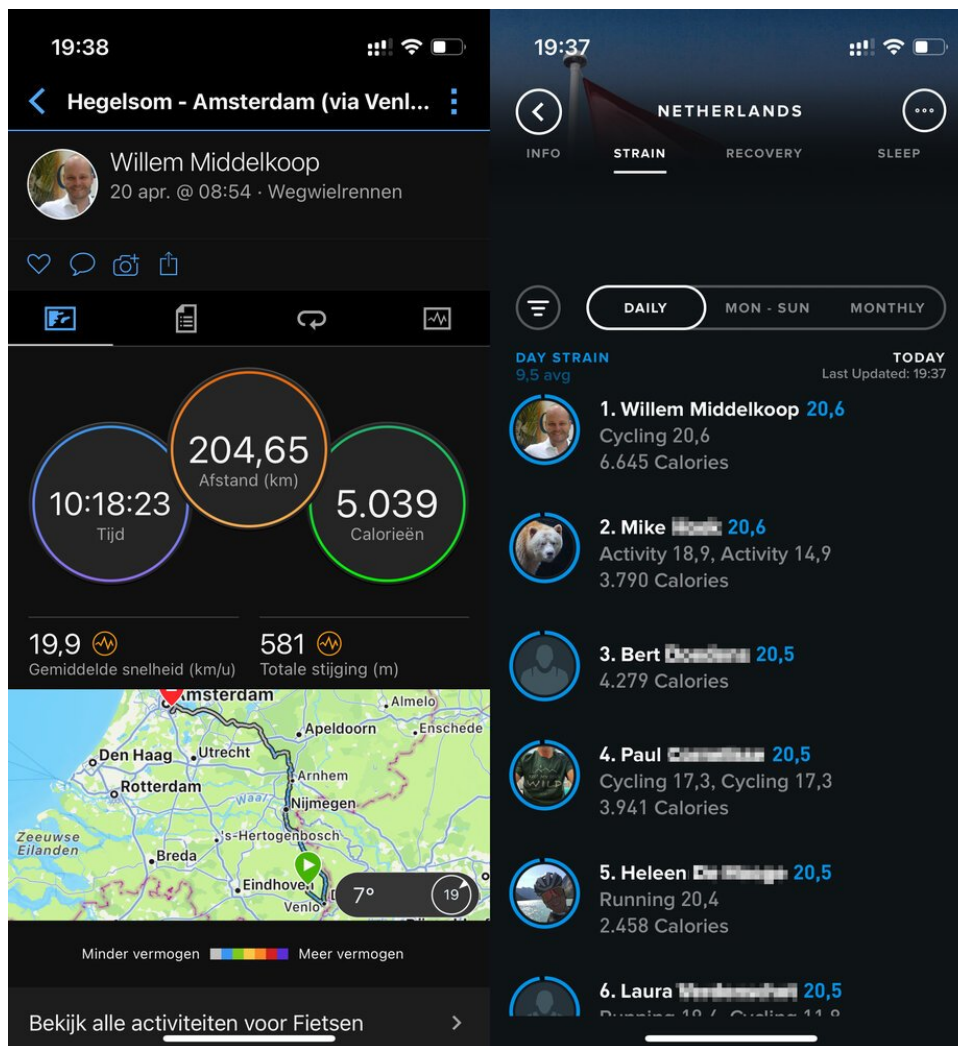 19:38
Hegelsom - Amsterdam (via Venl...
Willem Middelkoop
20 apr. @ 08:54 · Wegwielrennen
204,65
Afstand (km)
10:18:23
Tijd
5.039
Calorieën
19,9
Gemiddelde snelheid (km/u)
581
Totale stijging (m)
Amsterdam
Almelo
Apeldoorn
Enschede
Den Haag
Utrecht
Arnhem
Rotterdam
Waal
Nijmegen
Zeeuwse
Eilanden
's-Hertogenbosch
Breda
Eindhoven
Venlo
7°
19
Minder vermogen
Meer vermogen
Bekijk alle activiteiten voor Fietsen
19:37
NETHERLANDS
INFO
STRAIN
RECOVERY
SLEEP
DAILY
MON - SUN
MONTHLY
DAY STRAIN
9,5 avg
TODAY
Last Updated: 19:37
1. Willem Middelkoop 20,6
Cycling 20,6
6.645 Calories
2. Mike 20,6
Activity 18,9, Activity 14,9
3.790 Calories
3. Bert 20,5
4.279 Calories
4. Paul 20,5
Cycling 17,3, Cycling 17,3
3.941 Calories
5. Heleen 20,5
Running 20,4
2.458 Calories
6. Laura 20,5